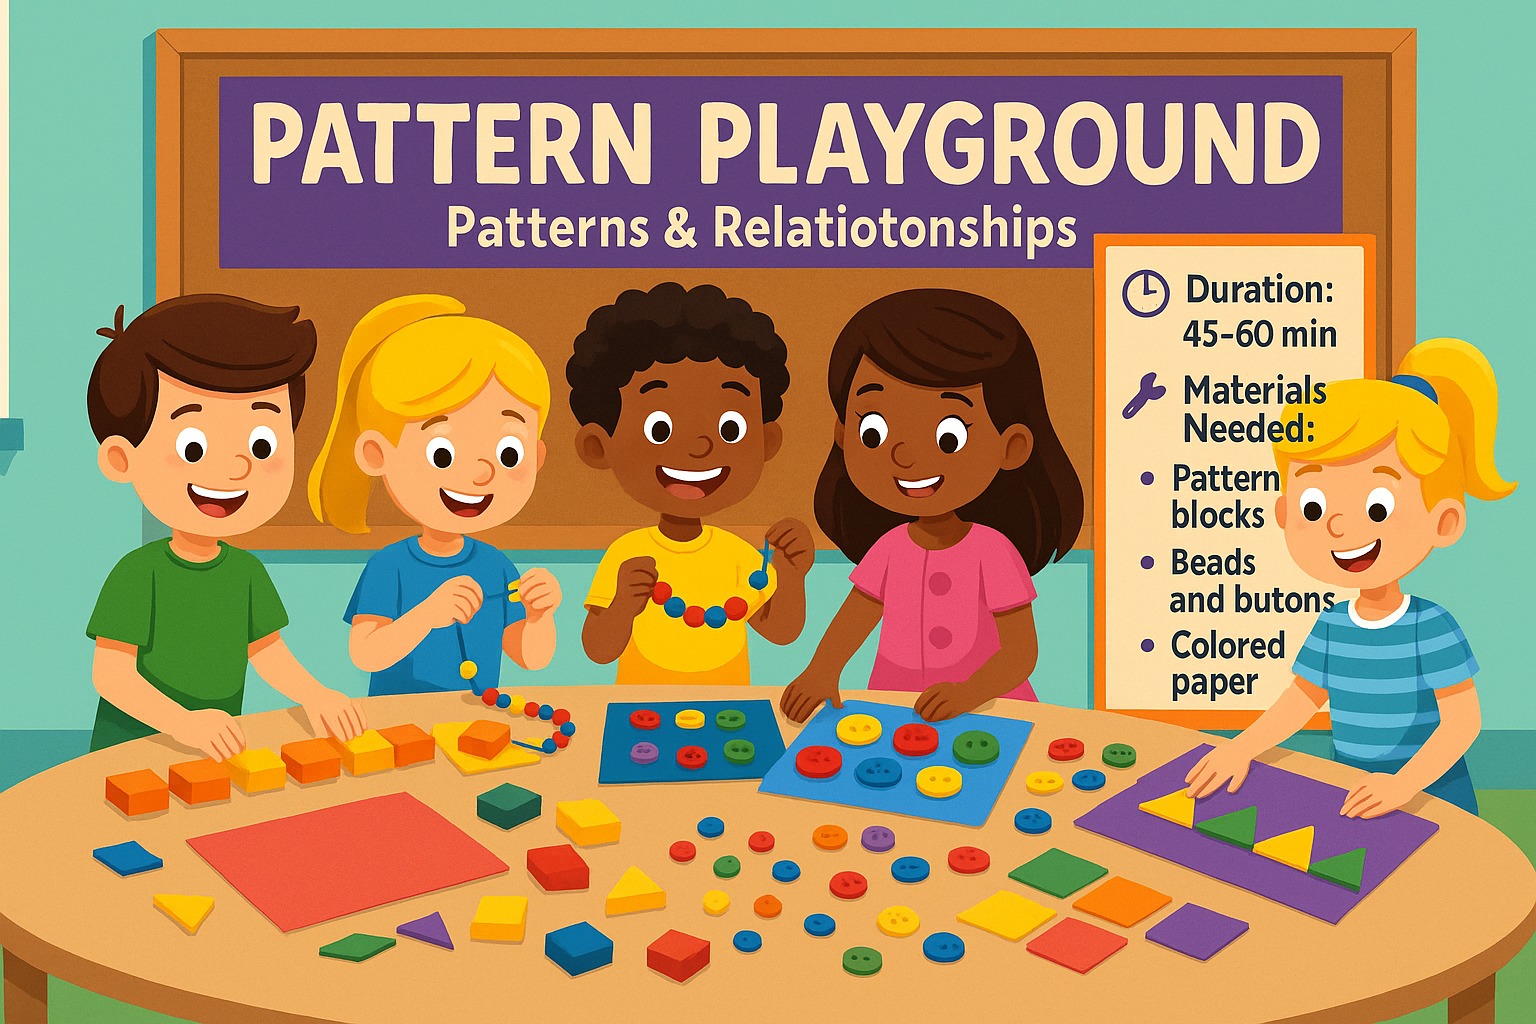 PATTERN PLAYGROUND
Patterns & Relatiotonships
Duration:
45–60 min
Materials
Needed:
• Pattern
blocks
• Beads
and butons
• Colored
paper